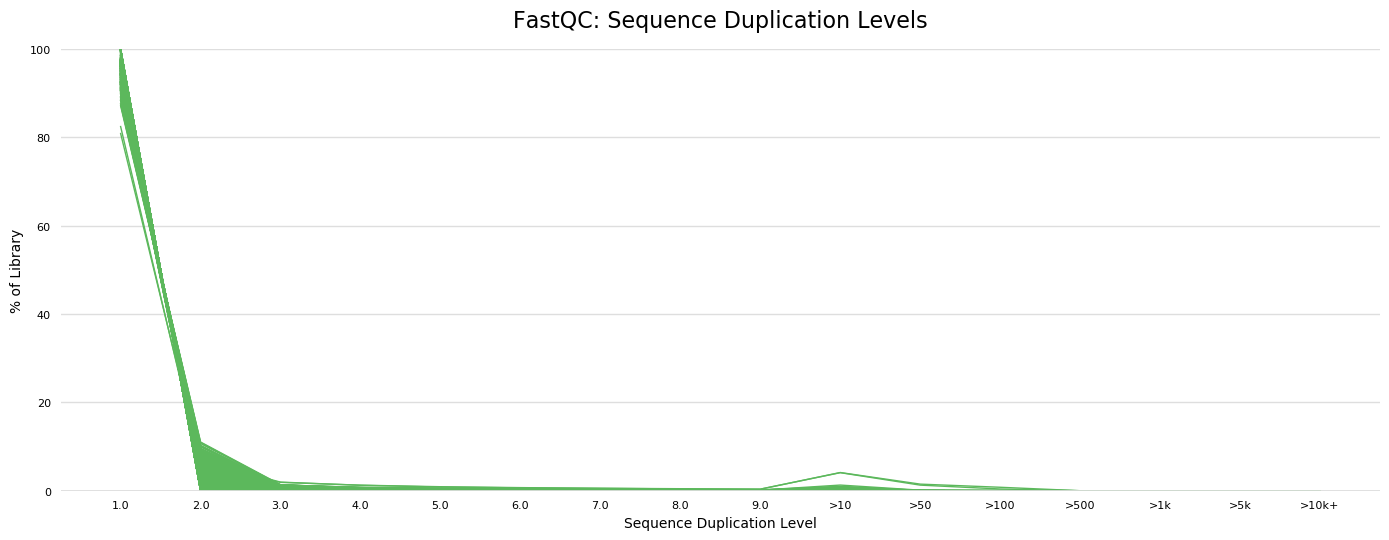 FastQC: Sequence Duplication Levels
100
80
60
40
20
0
% of Library
1.0 2.0 3.0 4.0 5.0 6.0 7.0 8.0 9.0 >10 >50 >100 >500 >1k >5k >10k+
Sequence Duplication Level